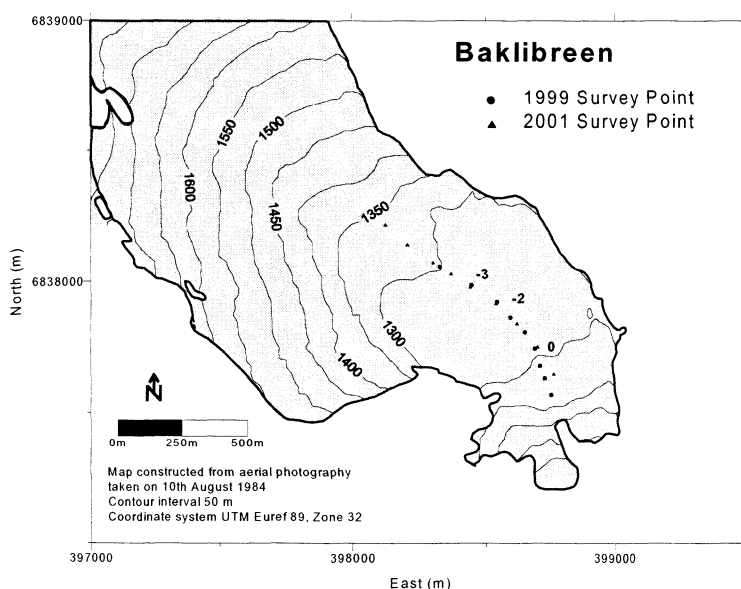 6839000
Baklibreen
1999 Survey Point
2001 Survey Point
1550
1500
1600
1450
1350
-3
6838000
-2
1300
0
1400
North (m)
N
0m 250m 500m
Map constructed from aerial photography
taken on 10th August 1984
Contour interval 50 m
Coordinate system UTM Euref 89, Zone 32
397000 398000 399000
East (m)